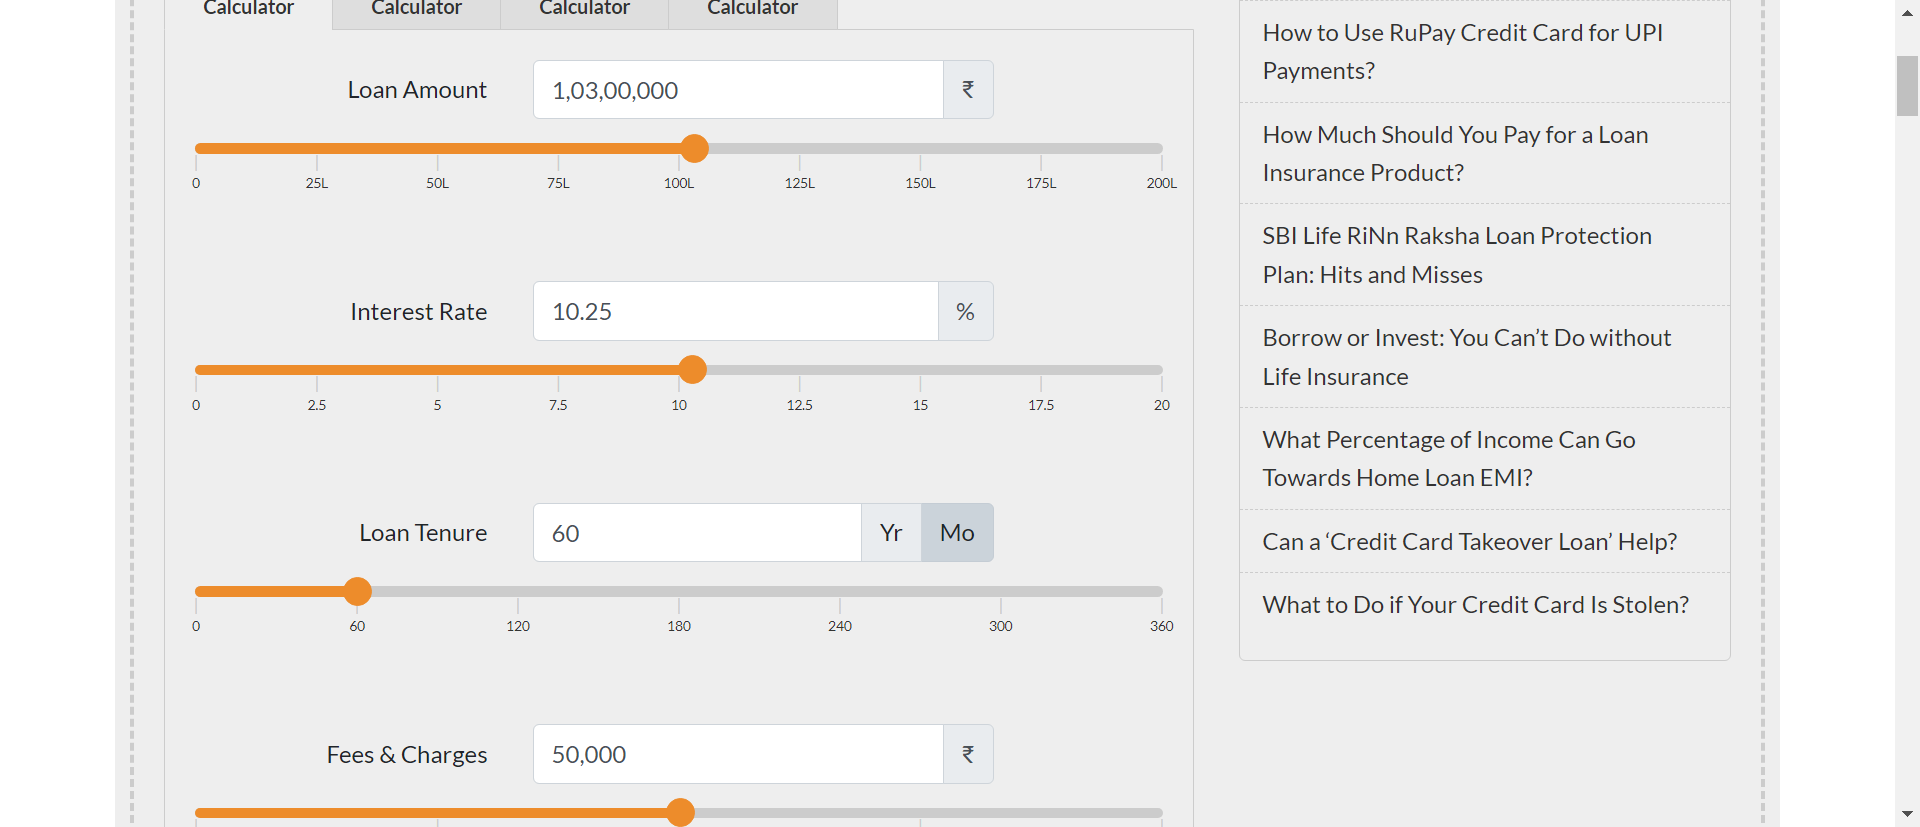 Calculator Calculator Calculator Calculator
Loan Amount 1,03,00,000 ₹
0 25L 50L 75L 100L 125L 150L 175L 200L
Interest Rate 10.25 %
0 2.5 5 7.5 10 12.5 15 17.5 20
Loan Tenure 60 Yr Mo
0 60 120 180 240 300 360
Fees & Charges 50,000 ₹
How to Use RuPay Credit Card for UPI
Payments?
How Much Should You Pay for a Loan
Insurance Product?
SBI Life RiNn Raksha Loan Protection
Plan: Hits and Misses
Borrow or Invest: You Can’t Do without
Life Insurance
What Percentage of Income Can Go
Towards Home Loan EMI?
Can a ‘Credit Card Takeover Loan’ Help?
What to Do if Your Credit Card Is Stolen?